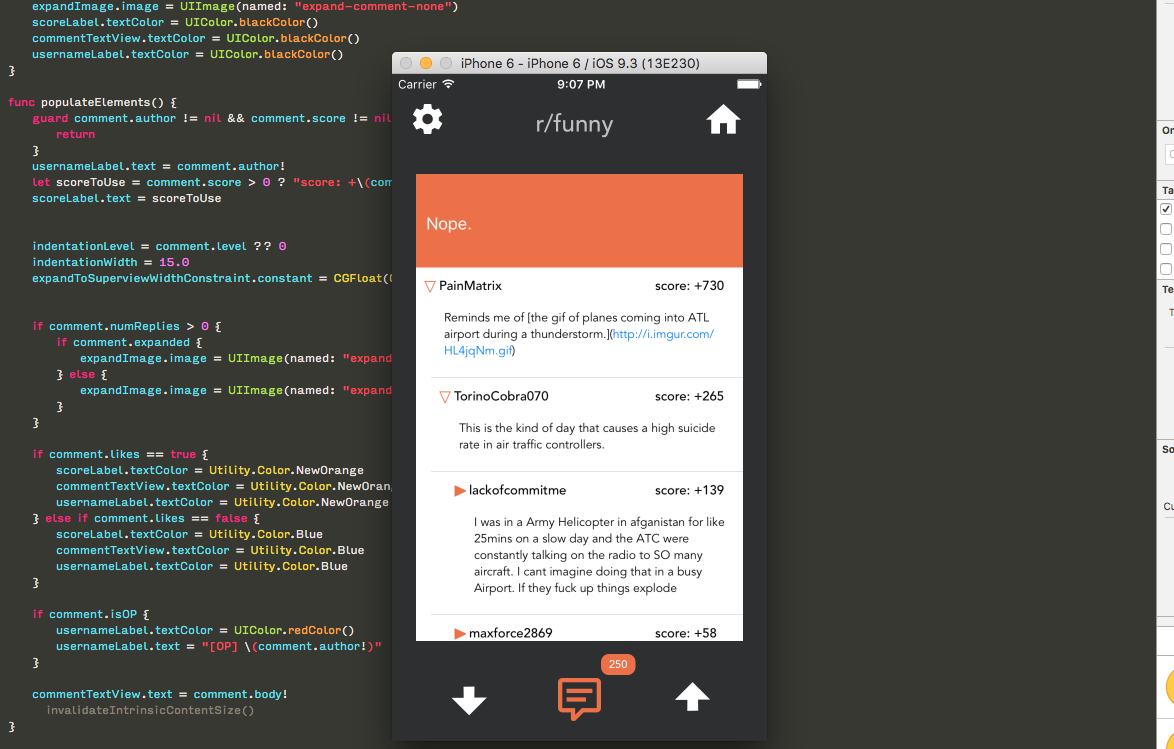 expandImage.image = UIImage(named: "expand-comment-none")
scoreLabel.textColor = UIColor.blackColor()
commentTextView.textColor = UIColor.blackColor()
usernameLabel.textColor = UIColor.blackColor()
}
func populateElements() {
guard comment.author != nil && comment.score != nil
return
}
usernameLabel.text = comment.author!
let scoreToUse = comment.score > 0 ? "score: +\(com
scoreLabel.text = scoreToUse
indentationLevel = comment.level ?? 0
indentationWidth = 15.0
expandToSuperviewWidthConstraint.constant = CGFloat(
if comment.numReplies > 0 {
if comment.expanded {
expandImage.image = UIImage(named: "expand
} else {
expandImage.image = UIImage(named: "expand
}
}
if comment.likes == true {
scoreLabel.textColor = Utility.Color.NewOrange
commentTextView.textColor = Utility.Color.NewOran
usernameLabel.textColor = Utility.Color.NewOrange
} else if comment.likes == false {
scoreLabel.textColor = Utility.Color.Blue
commentTextView.textColor = Utility.Color.Blue
usernameLabel.textColor = Utility.Color.Blue
}
if comment.isOP {
usernameLabel.textColor = UIColor.redColor()
usernameLabel.text = "[OP] \(comment.author!)"
}
commentTextView.text = comment.body!
invalidateIntrinsicContentSize()
}
iPhone 6 - iPhone 6 / iOS 9.3 (13E230)
Carrier 9:07 PM
r/funny
Nope.
PainMatrix score: +730
Reminds me of [the gif of planes coming into ATL
airport during a thunderstorm.](http://i.imgur.com/
HL4jqNm.gif)
TorinoCobra070 score: +265
This is the kind of day that causes a high suicide
rate in air traffic controllers.
lackofcommitme score: +139
I was in a Army Helicopter in afganistan for like
25mins on a slow day and the ATC were
constantly talking on the radio to SO many
aircraft. I cant imagine doing that in a busy
Airport. If they fuck up things explode
maxforce2869 score: +58
250
On
Ta
Te
So
Cu